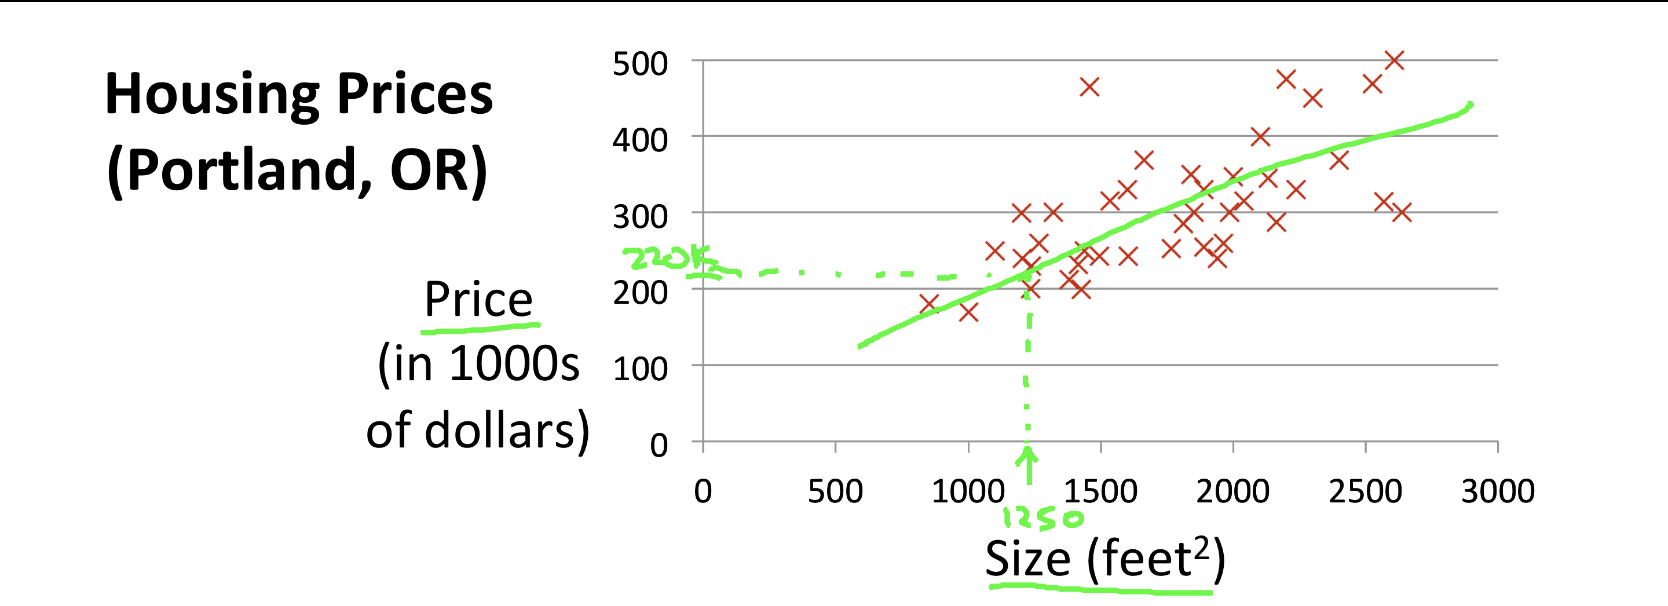 Housing Prices
(Portland, OR)
Price
(in 1000s
of dollars)
500
400
300
220K
200
100
0
0 500 1000 1500 2000 2500 3000
1250
Size (feet²)